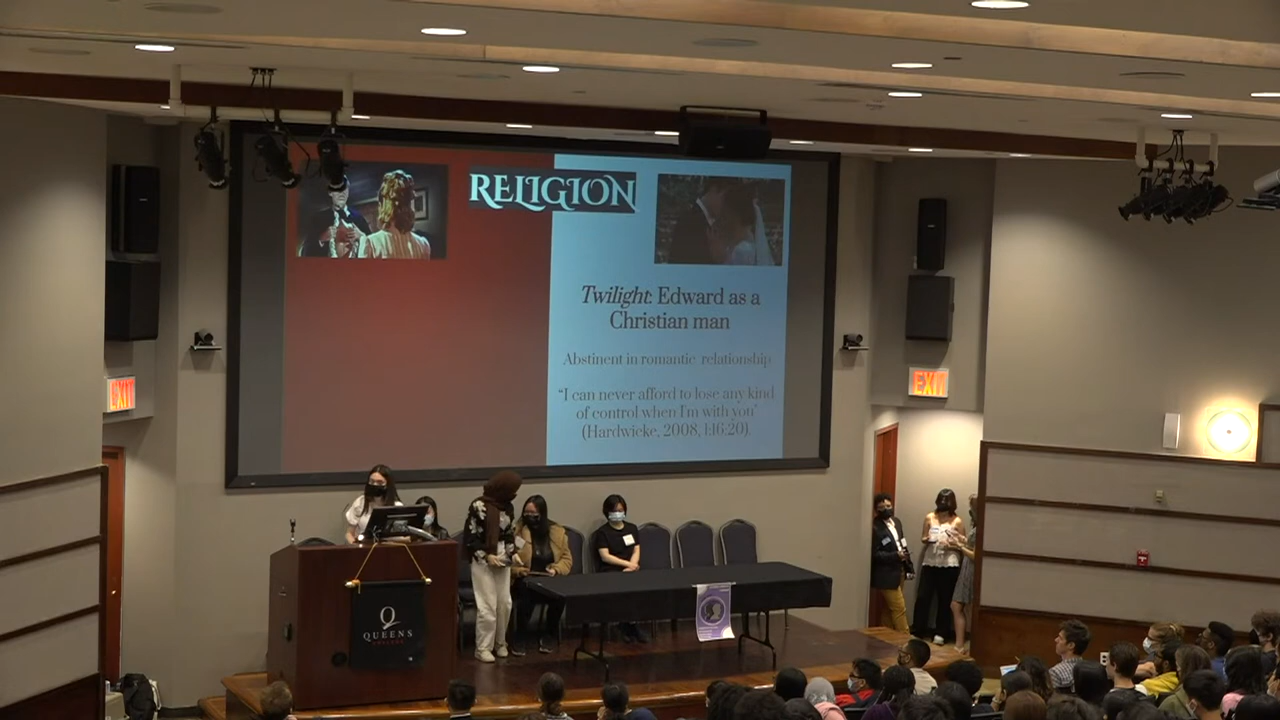 RELIGION
Twilight: Edward as a
Christian man
Abstinent in romantic relationship
“I can never afford to lose any kind
of control when I'm with you”
(Hardwicke, 2008, 1:16:20).
EXIT
EXIT
Q
QUEENS
COLLEGE